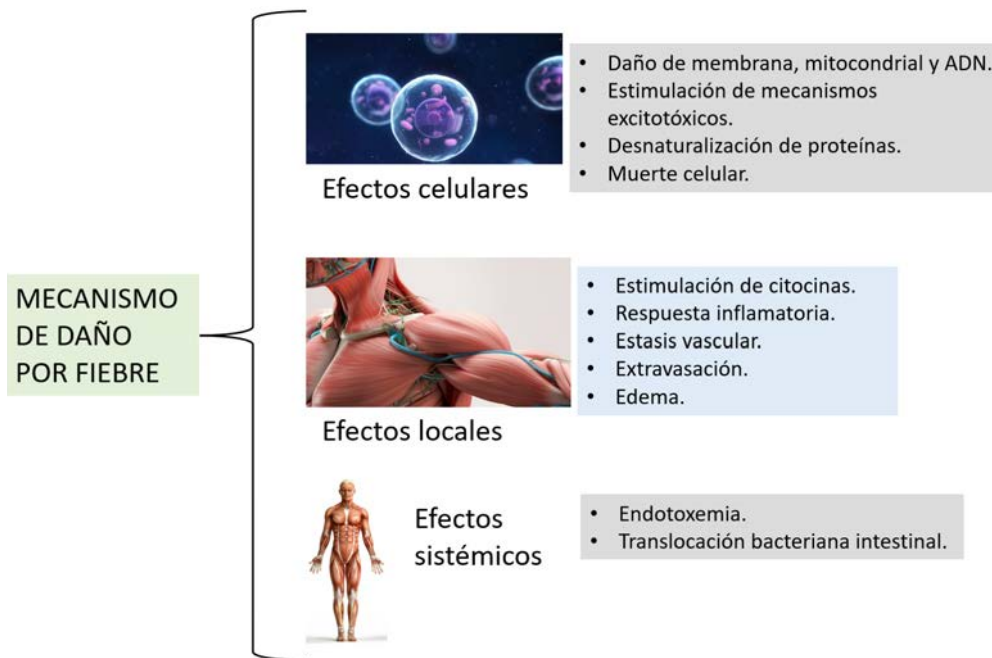 MECANISMO
DE DAÑO
POR FIEBRE
Efectos celulares
• Daño de membrana, mitocondrial y ADN.
• Estimulación de mecanismos
excitotóxicos.
• Desnaturalización de proteínas.
• Muerte celular.
Efectos locales
• Estimulación de citocinas.
• Respuesta inflamatoria.
• Estasis vascular.
• Extravasación.
• Edema.
Efectos
sistémicos
• Endotoxemia.
• Translocación bacteriana intestinal.